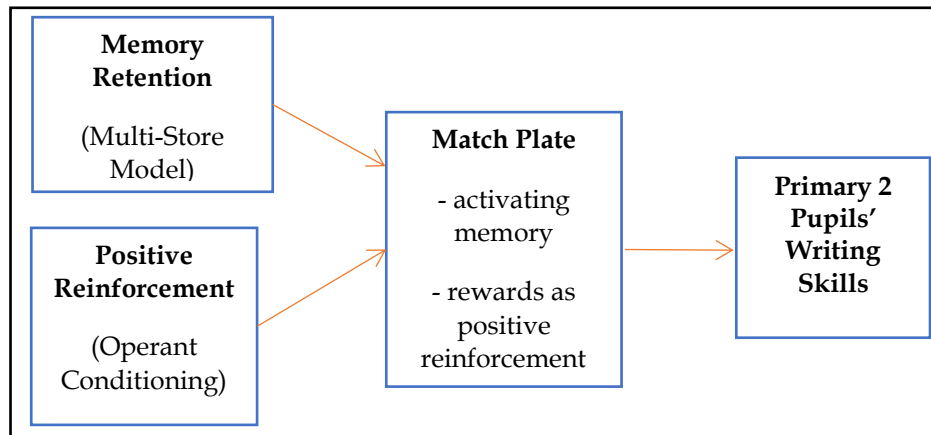 Memory
Retention
(Multi-Store
Model)
Positive
Reinforcement
(Operant
Conditioning)
Match Plate
- activating
memory
- rewards as
positive
reinforcement
Primary 2
Pupils’
Writing
Skills